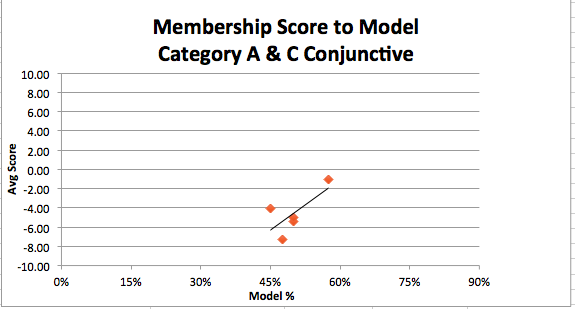 Membership Score to Model
Category A & C Conjunctive
10.00
8.00
6.00
4.00
2.00
0.00
-2.00
-4.00
-6.00
-8.00
-10.00
Avg Score
0% 15% 30% 45% 60% 75% 90%
Model %